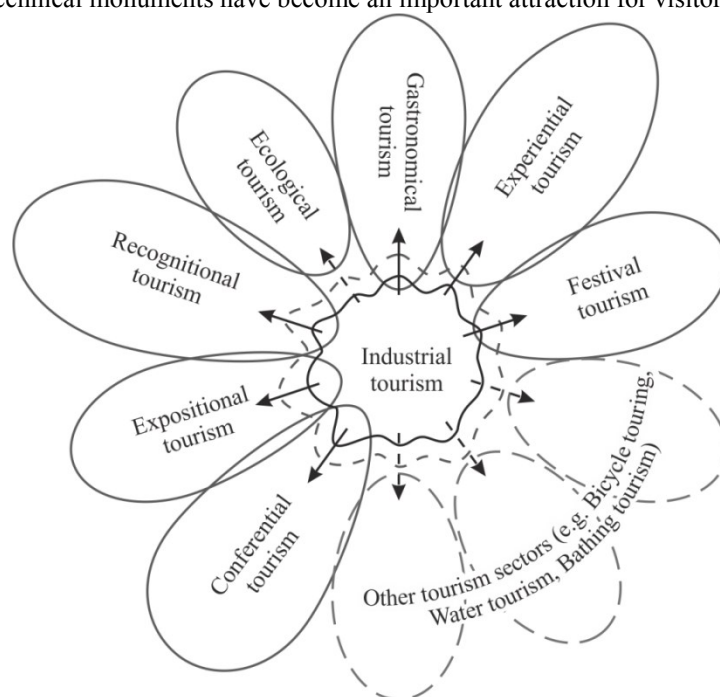 echnical monuments have become an important attraction for visitor
Gastronomical
tourism
Experiential
tourism
Ecological
tourism
Festival
tourism
Recognitional
tourism
Industrial
tourism
Expositional
tourism
Conferential
tourism
Other tourism sectors (e.g. Bicycle touring,
Water tourism, Bathing tourism)